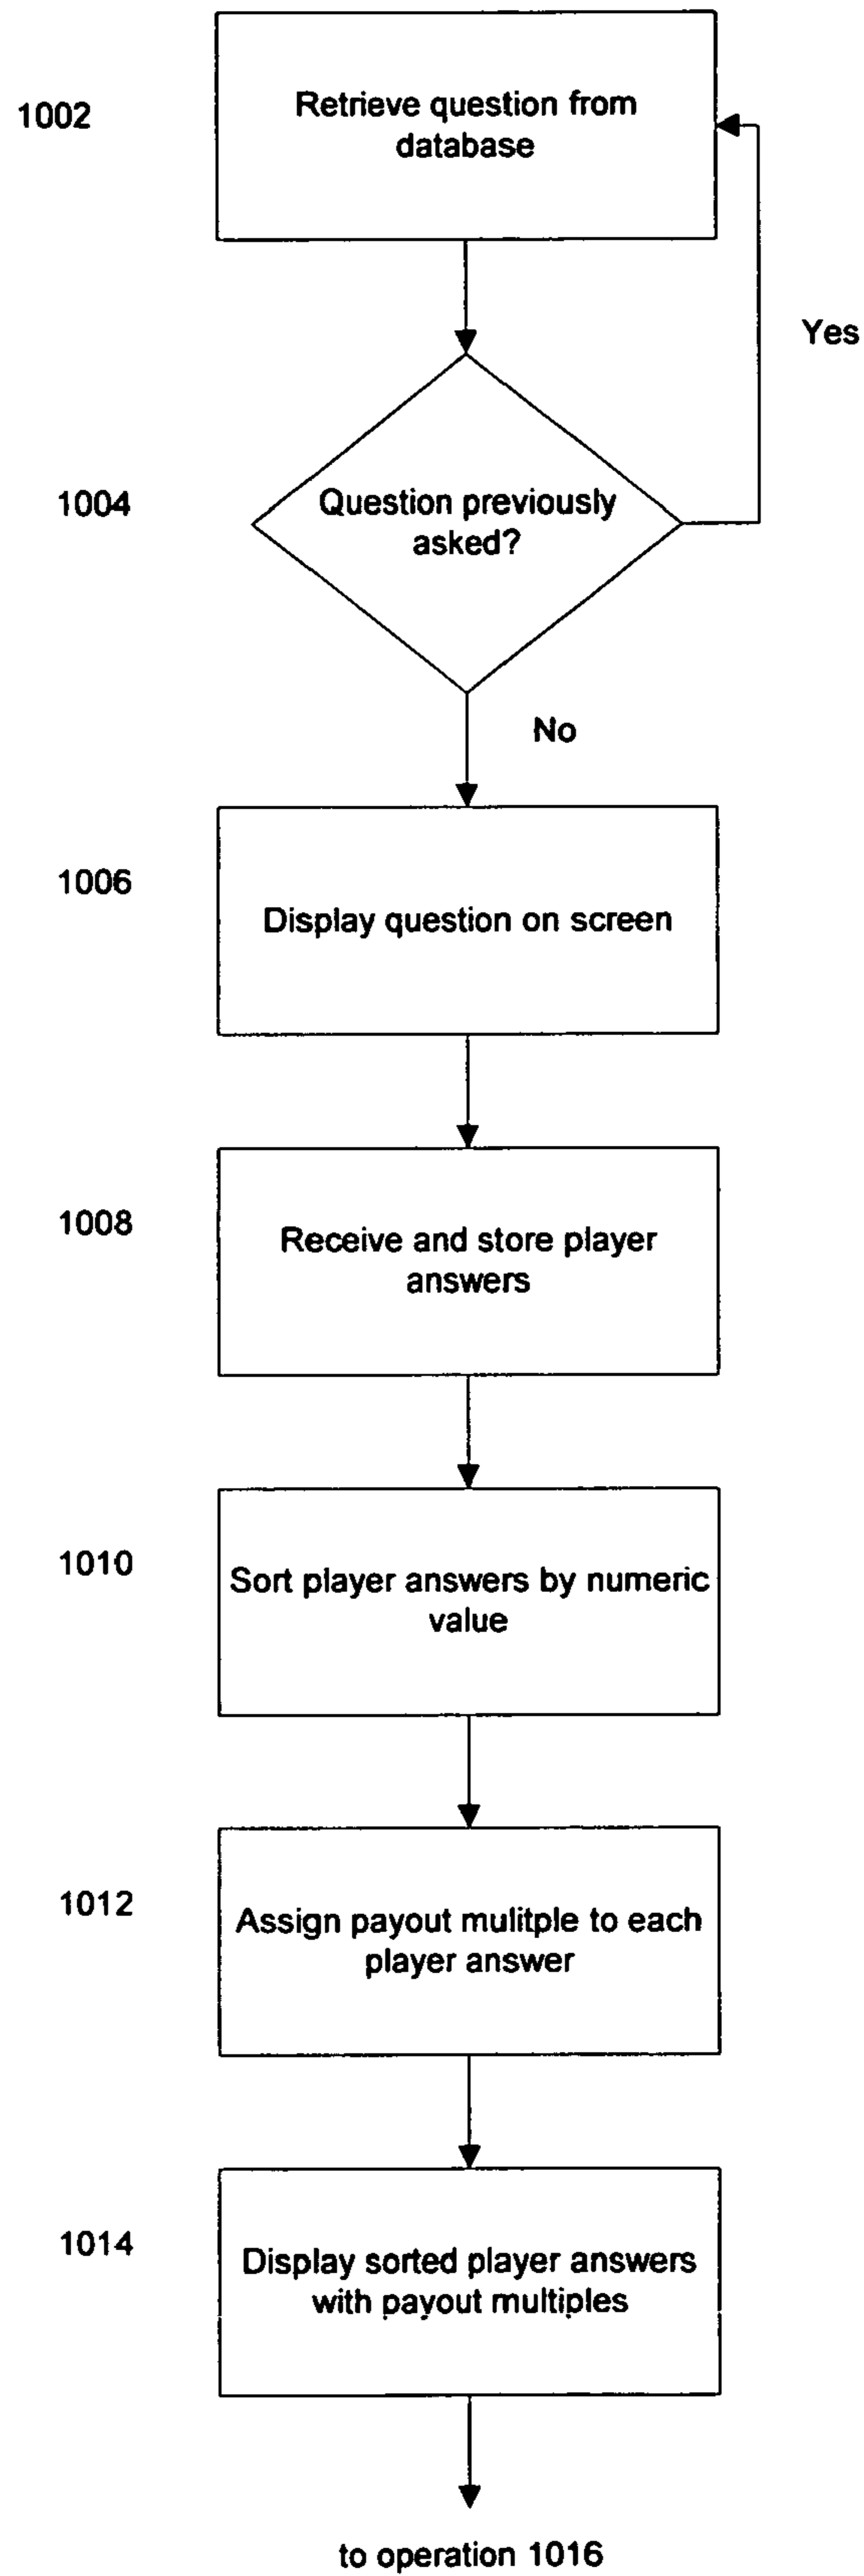 1002
Retrieve question from
database
Yes
1004
Question previously
asked?
No
1006
Display question on screen
1008
Receive and store player
answers
1010
Sort player answers by numeric
value
1012
Assign payout mulitple to each
player answer
1014
Display sorted player answers
with payout multiples
to operation 1016